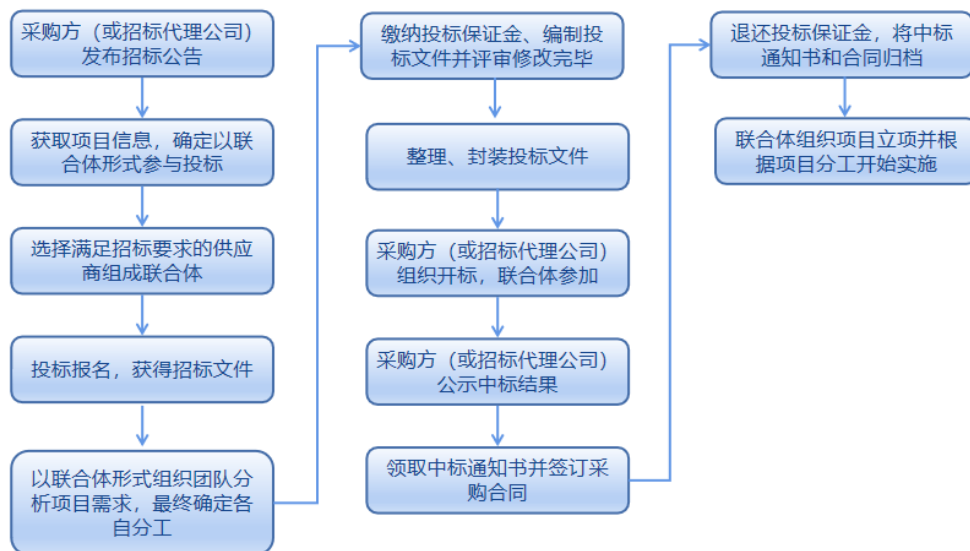 采购方（或招标代理公司）
发布招标公告
获取项目信息，确定以联
合体形式参与投标
选择满足招标要求的供应
商组成联合体
投标报名，获得招标文件
以联合体形式组织团队分
析项目需求，最终确定各
自分工
缴纳投标保证金、编制投
标文件并评审修改完毕
整理、封装投标文件
采购方（或招标代理公司）
组织开标，联合体参加
采购方（或招标代理公司）
公示中标结果
领取中标通知书并签订采
购合同
退还投标保证金，将中标
通知书和合同归档
联合体组织项目立项并根
据项目分工开始实施